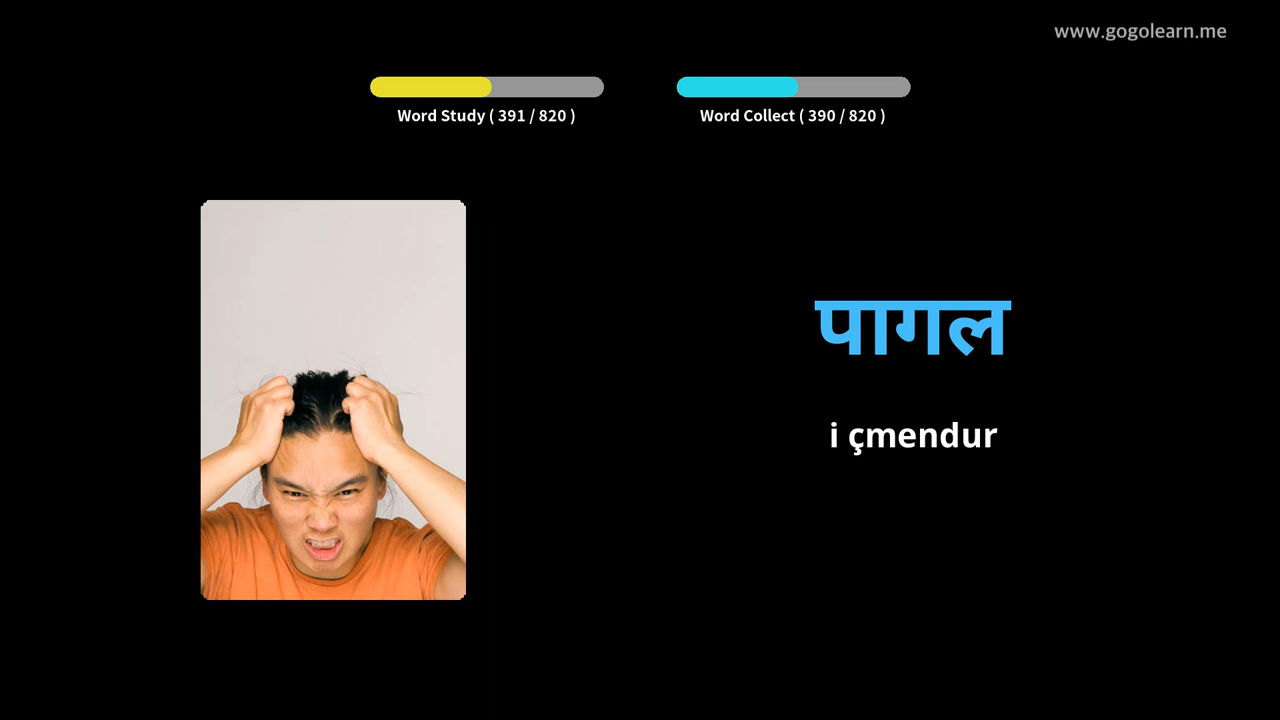 www.gogolearn.me
Word Study ( 391 / 820 )
Word Collect ( 390 / 820 )
पागल
i çmendur